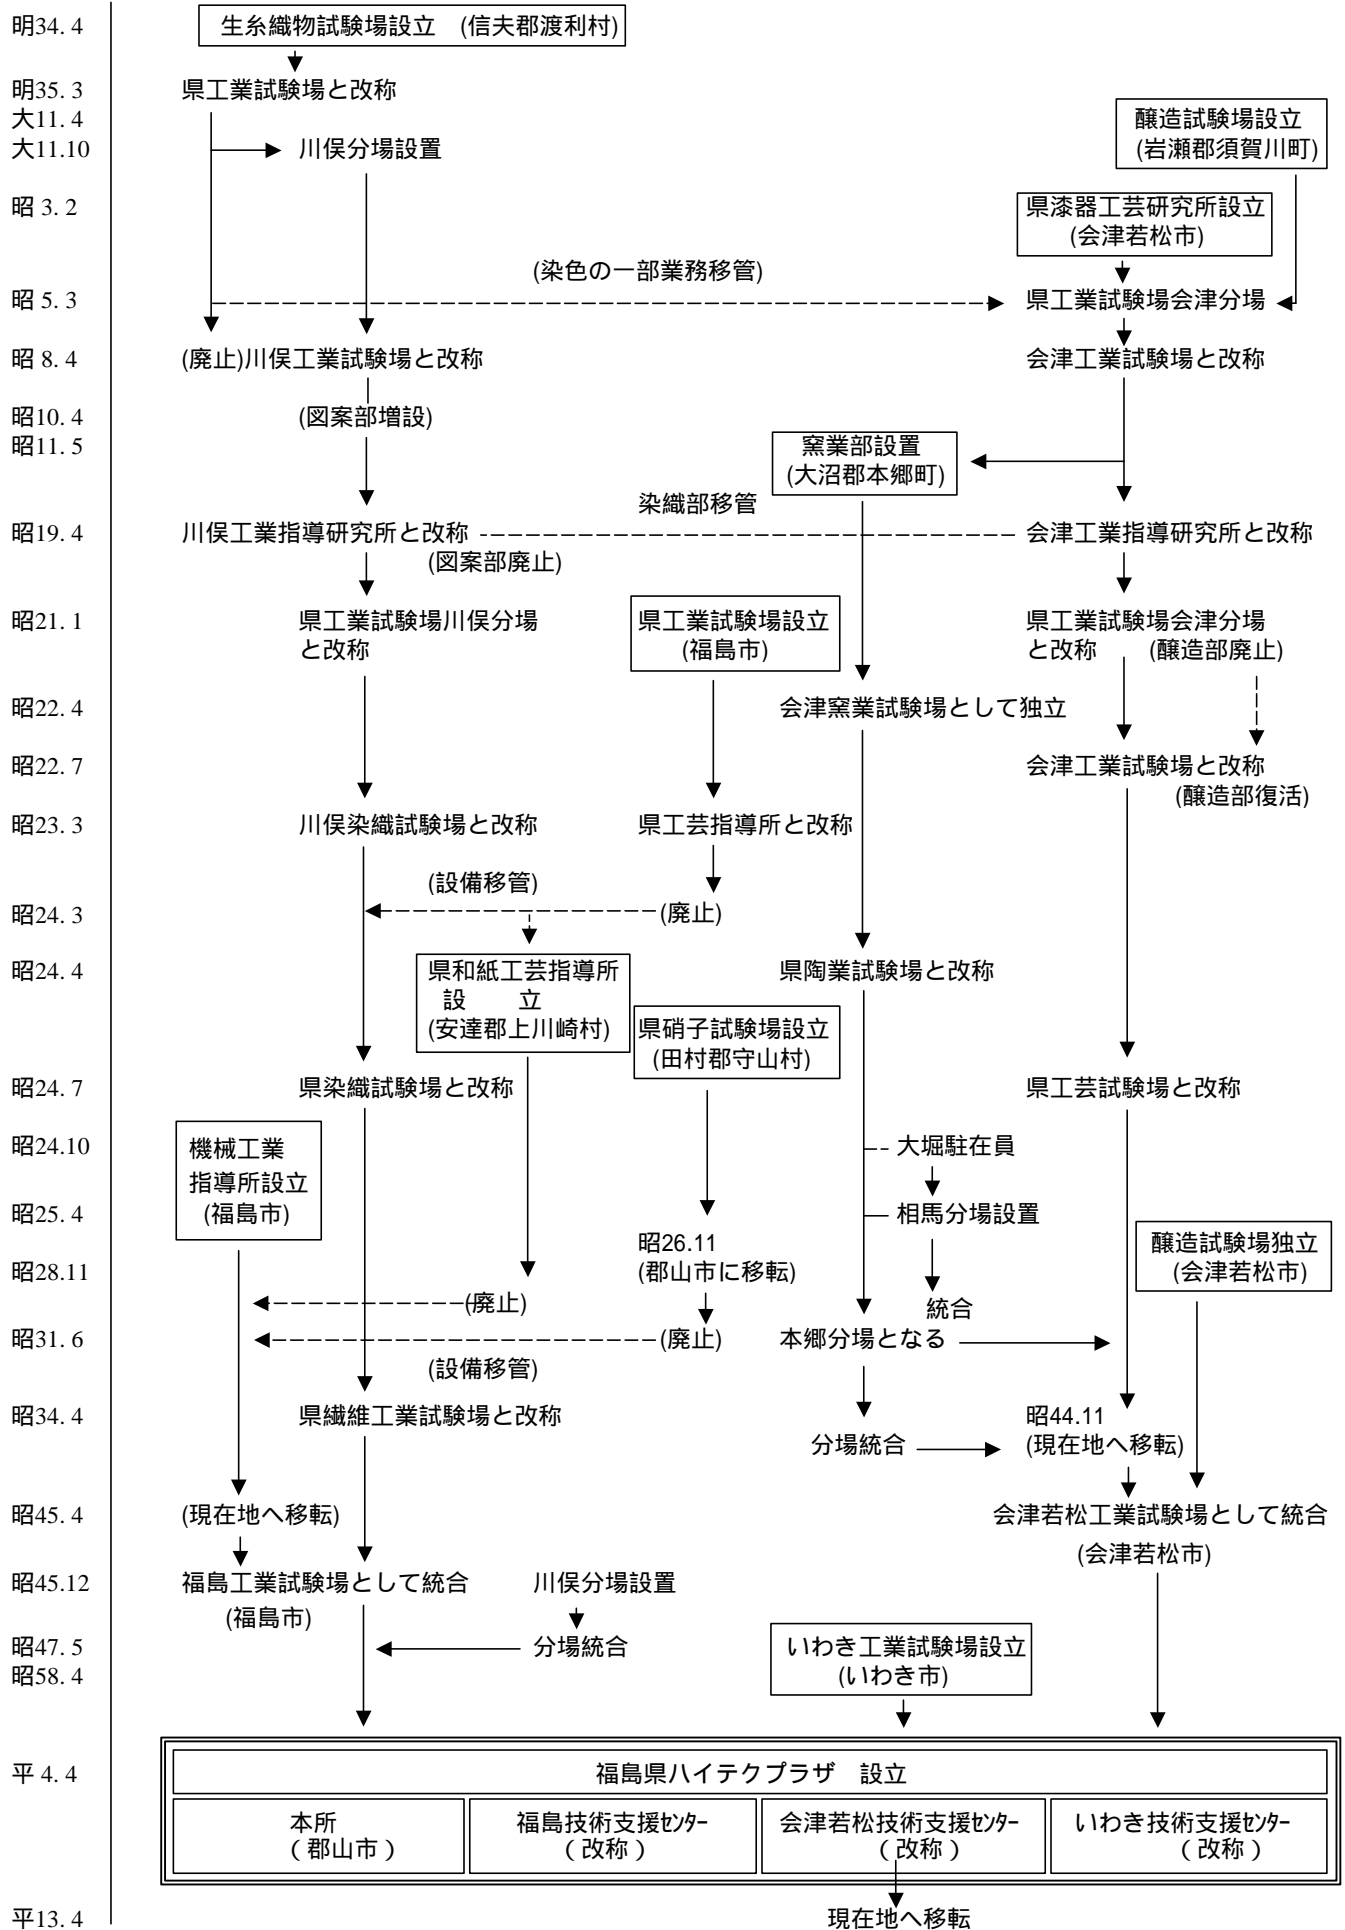 明34. 4
生糸織物試験場設立　(信夫郡渡利村)
明35. 3
県工業試験場と改称
大11. 4
醸造試験場設立
(岩瀬郡須賀川町)
大11.10
川俣分場設置
昭 3. 2
県漆器工芸研究所設立
(会津若松市)
(染色の一部業務移管)
昭 5. 3
県工業試験場会津分場
昭 8. 4
(廃止)川俣工業試験場と改称
会津工業試験場と改称
昭10. 4
(図案部増設)
昭11. 5
窯業部設置
(大沼郡本郷町)
染織部移管
昭19. 4
川俣工業指導研究所と改称
(図案部廃止)
会津工業指導研究所と改称
昭21. 1
県工業試験場川俣分場
と改称
県工業試験場設立
(福島市)
県工業試験場会津分場
と改称　(醸造部廃止)
昭22. 4
会津窯業試験場として独立
昭22. 7
会津工業試験場と改称
(醸造部復活)
昭23. 3
川俣染織試験場と改称
県工芸指導所と改称
(設備移管)
昭24. 3
(廃止)
昭24. 4
県和紙工芸指導所
設　　立
(安達郡上川崎村)
県陶業試験場と改称
県硝子試験場設立
(田村郡守山村)
昭24. 7
県染織試験場と改称
県工芸試験場と改称
昭24.10
機械工業
指導所設立
(福島市)
大堀駐在員
昭25. 4
相馬分場設置
昭26.11
(郡山市に移転)
醸造試験場独立
(会津若松市)
昭28.11
(廃止)
統合
昭31. 6
(廃止)
本郷分場となる
(設備移管)
昭34. 4
県繊維工業試験場と改称
分場統合
昭44.11
(現在地へ移転)
昭45. 4
(現在地へ移転)
会津若松工業試験場として統合
(会津若松市)
昭45.12
福島工業試験場として統合
(福島市)
川俣分場設置
昭47. 5
分場統合
いわき工業試験場設立
(いわき市)
昭58. 4
平 4. 4
福島県ハイテクプラザ　設立
本所
（郡山市）
福島技術支援ｾﾝﾀｰ
（改称）
会津若松技術支援ｾﾝﾀｰ
（改称）
いわき技術支援ｾﾝﾀｰ
（改称）
平13. 4
現在地へ移転